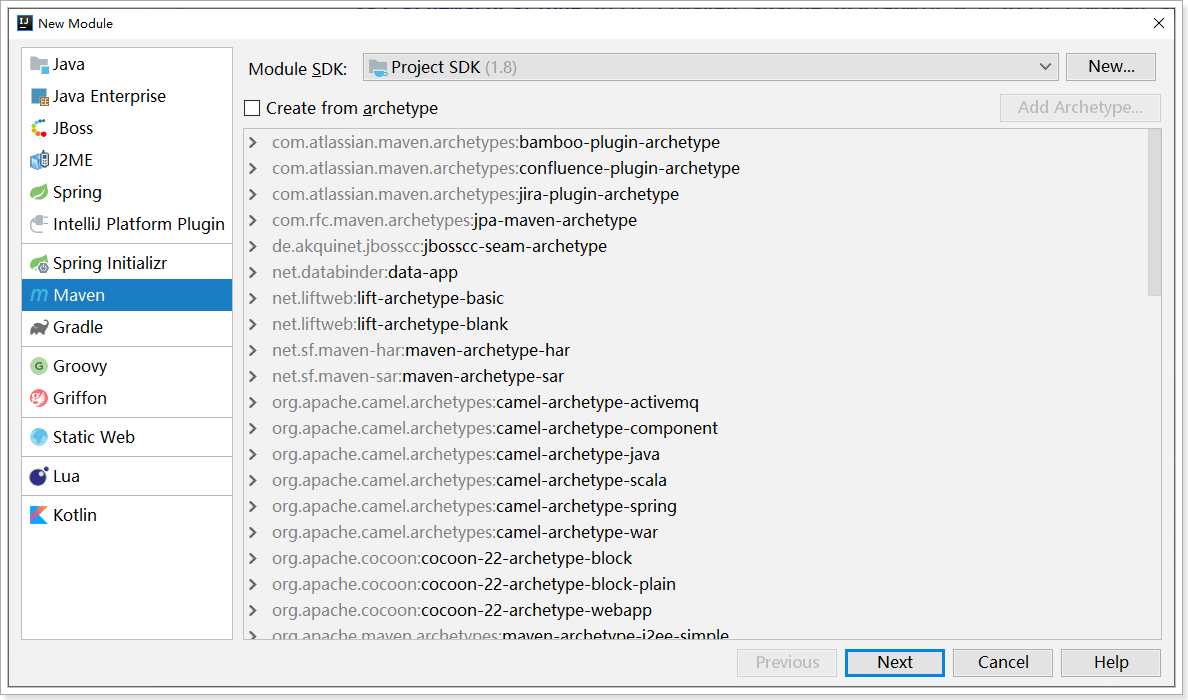 New Module
Java
Java Enterprise
JBoss
J2ME
Spring
IntelliJ Platform Plugin
Spring Initializr
Maven
Gradle
Groovy
Griffon
Static Web
Lua
Kotlin
Module SDK: Project SDK (1.8) New...
Create from archetype Add Archetype...
com.atlassian.maven.archetypes:bamboo-plugin-archetype
com.atlassian.maven.archetypes:confluence-plugin-archetype
com.atlassian.maven.archetypes:jira-plugin-archetype
com.rfc.maven.archetypes:jpa-maven-archetype
de.akquinet.jbosscc:jbosscc-seam-archetype
net.databinder:data-app
net.liftweb:lift-archetype-basic
net.liftweb:lift-archetype-blank
net.sf.maven-har:maven-archetype-har
net.sf.maven-sar:maven-archetype-sar
org.apache.camel.archetypes:camel-archetype-activemq
org.apache.camel.archetypes:camel-archetype-component
org.apache.camel.archetypes:camel-archetype-java
org.apache.camel.archetypes:camel-archetype-scala
org.apache.camel.archetypes:camel-archetype-spring
org.apache.camel.archetypes:camel-archetype-war
org.apache.cocoon:cocoon-22-archetype-block
org.apache.cocoon:cocoon-22-archetype-block-plain
org.apache.cocoon:cocoon-22-archetype-webapp
org.apache.maven.archetypes:maven-archetype-j2ee-simple
Previous Next Cancel Help